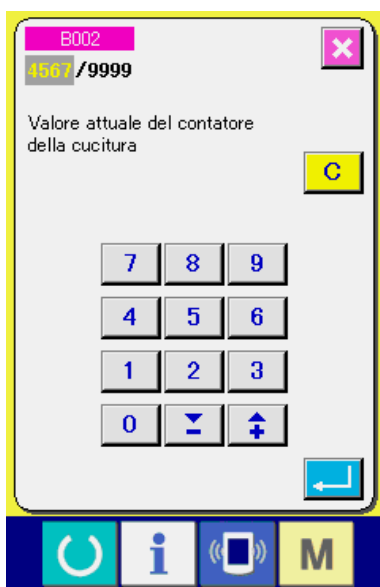 B002
4567/9999
Valore attuale del contatore
della cucitura
C
7 8 9
4 5 6
1 2 3
0 - +
i M